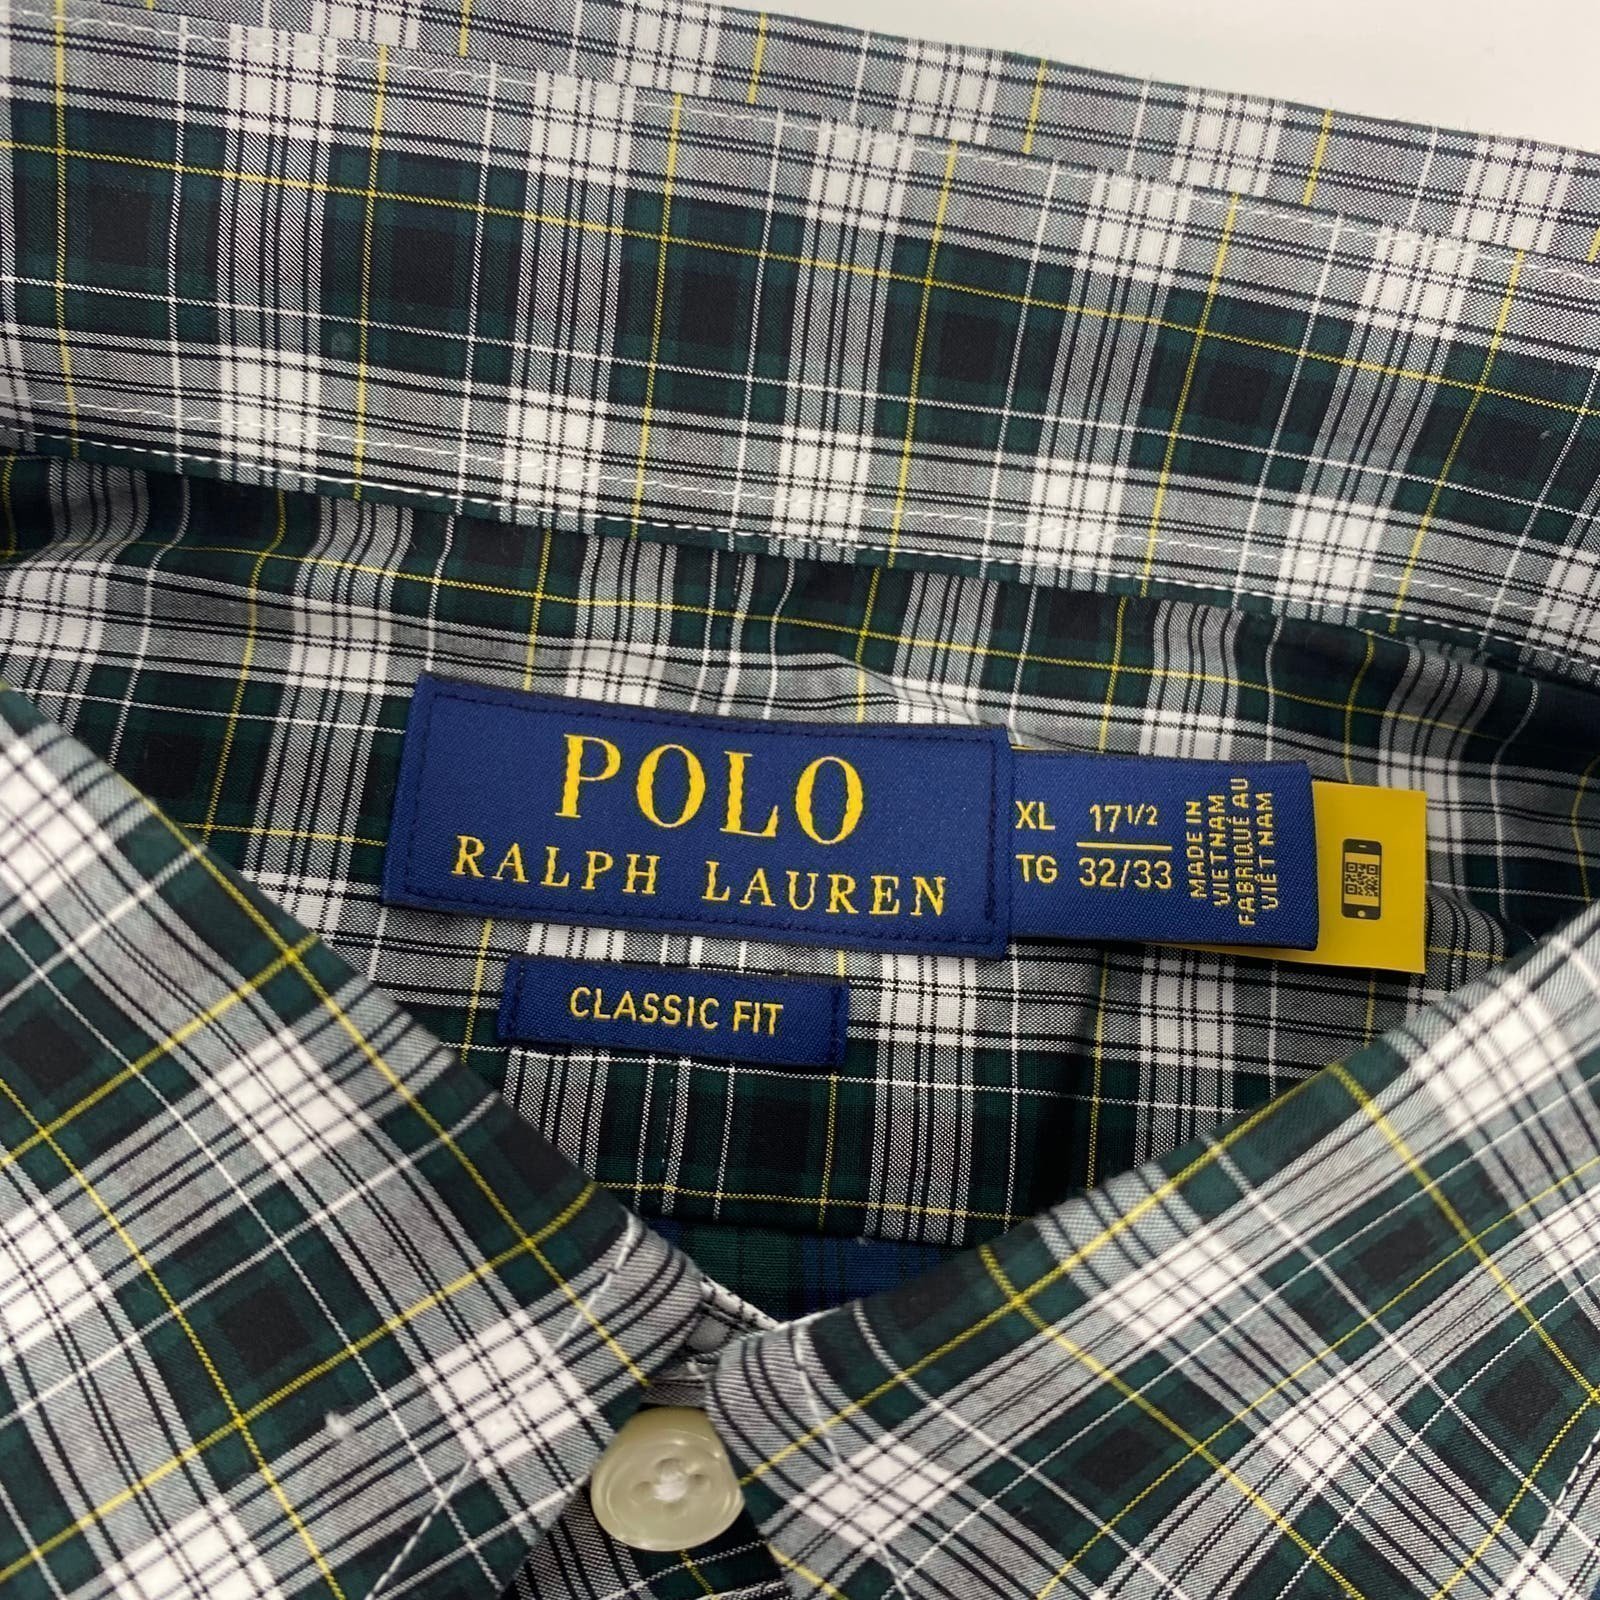 POLO
RALPH LAUREN
XL
TG
17 1/2
32/33
MADE IN
VIETNAM
FABRIQUÉ AU
VIÊT NAM
CLASSIC FIT